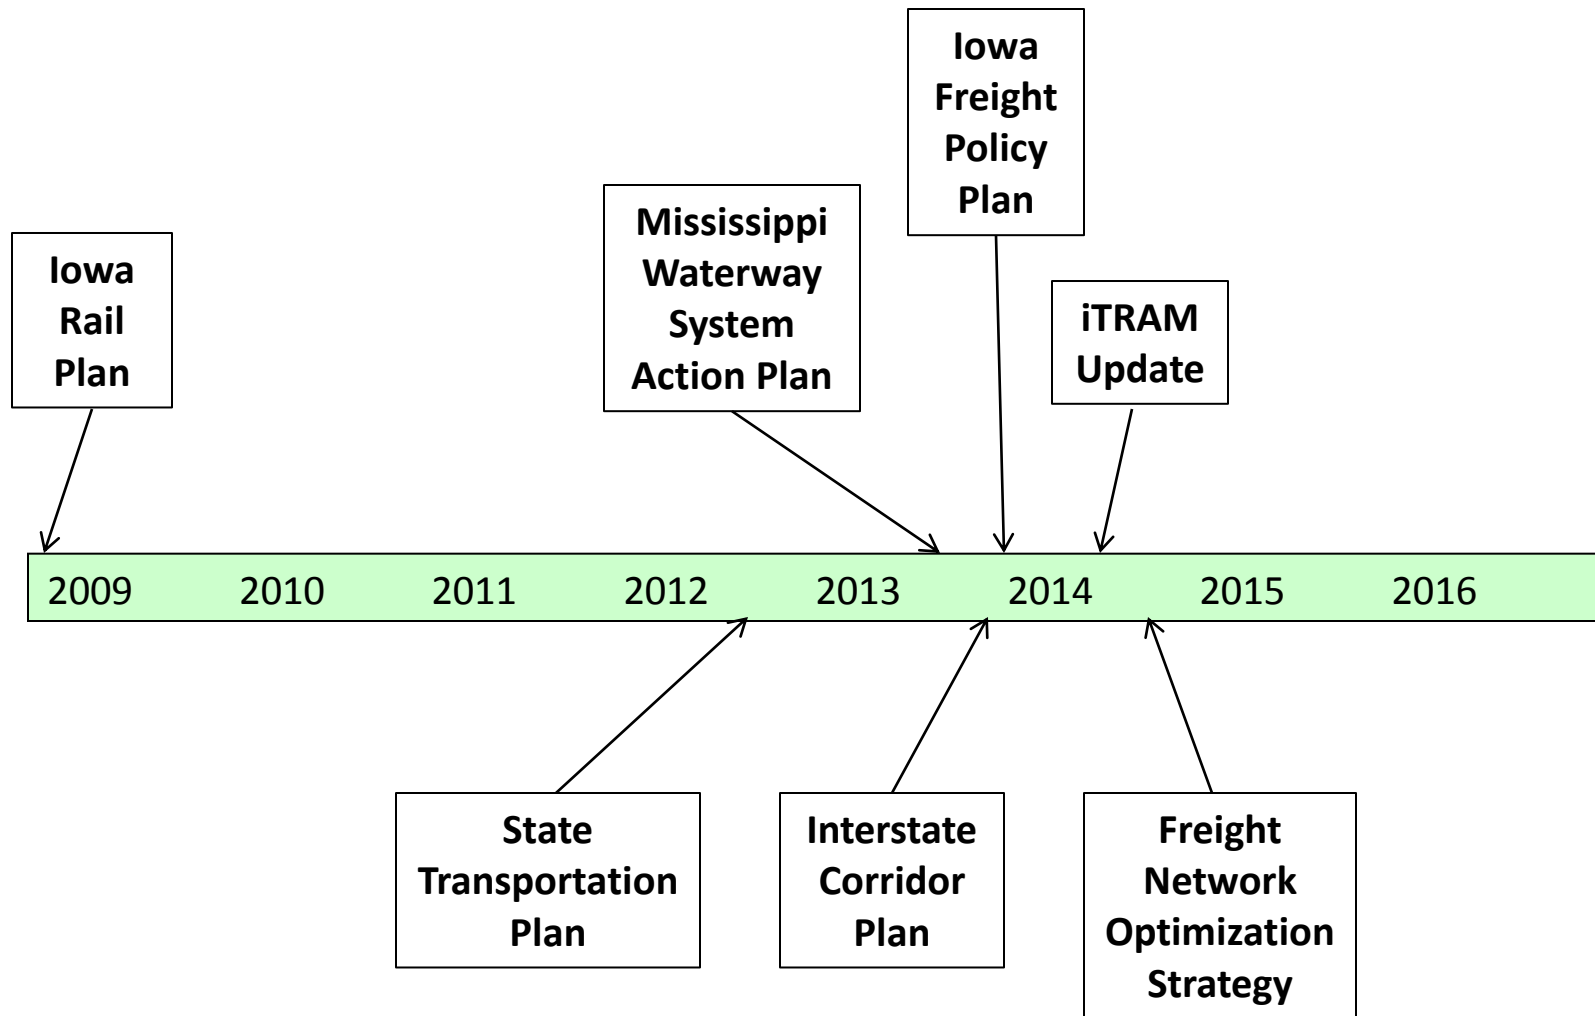 Iowa
Freight
Policy
Plan
Mississippi
Waterway
System
Action Plan
Iowa
Rail
Plan
iTRAM
Update
2009 2010 2011 2012 2013 2014 2015 2016
State
Transportation
Plan
Interstate
Corridor
Plan
Freight
Network
Optimization
Strategy